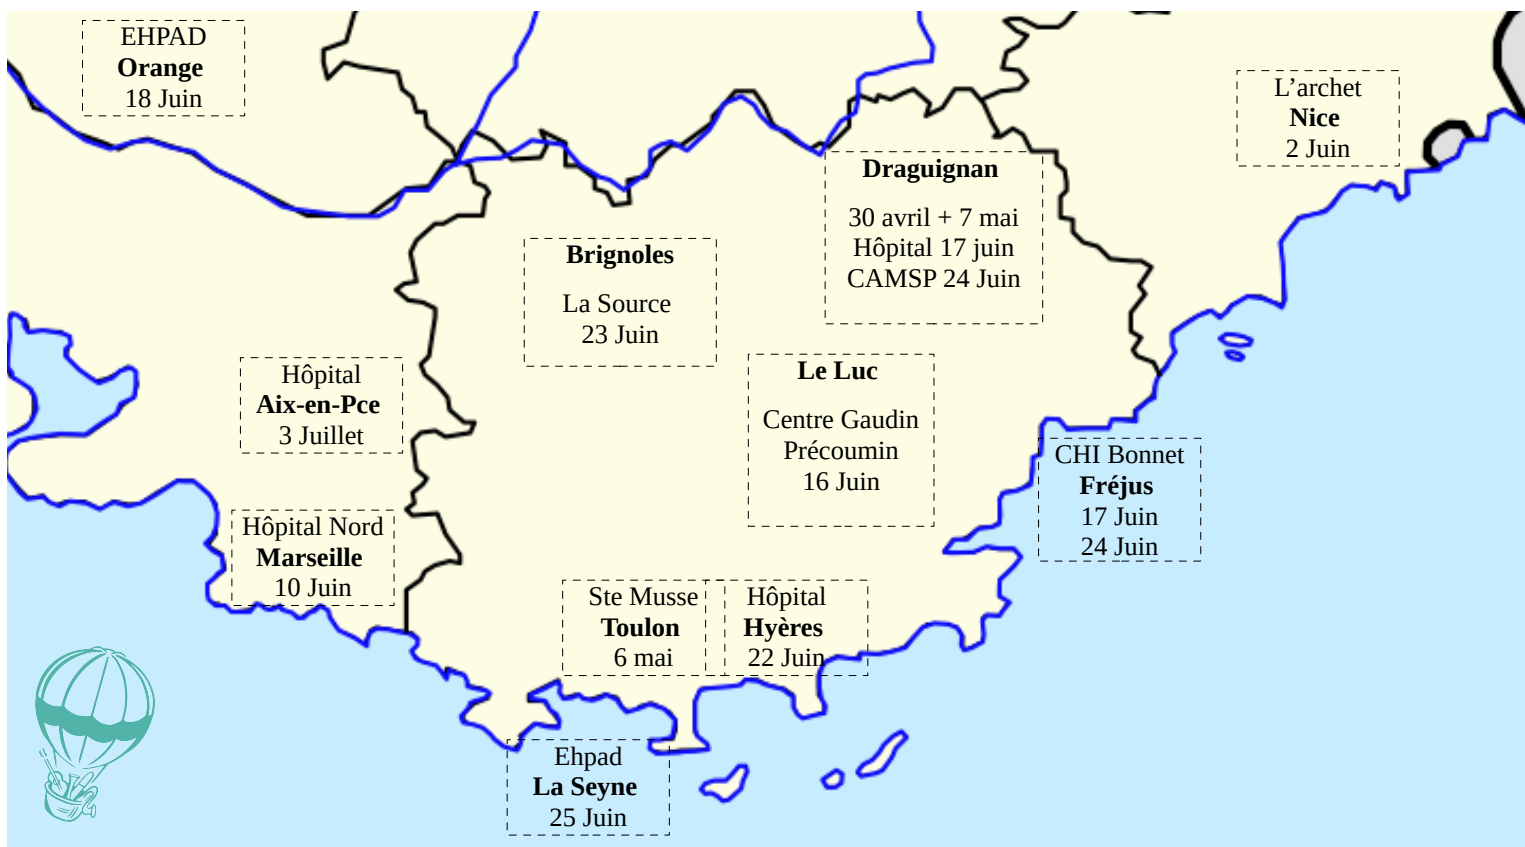 EHPAD
Orange
18 Juin
L’archet
Nice
2 Juin
Draguignan
30 avril + 7 mai
Hôpital 17 juin
CAMSP 24 Juin
Brignoles
La Source
23 Juin
Hôpital
Aix-en-Pce
3 Juillet
Le Luc
Centre Gaudin
Précoumin
16 Juin
CHI Bonnet
Fréjus
17 Juin
24 Juin
Hôpital Nord
Marseille
10 Juin
Ste Musse
Toulon
6 mai
Hôpital
Hyères
22 Juin
Ehpad
La Seyne
25 Juin